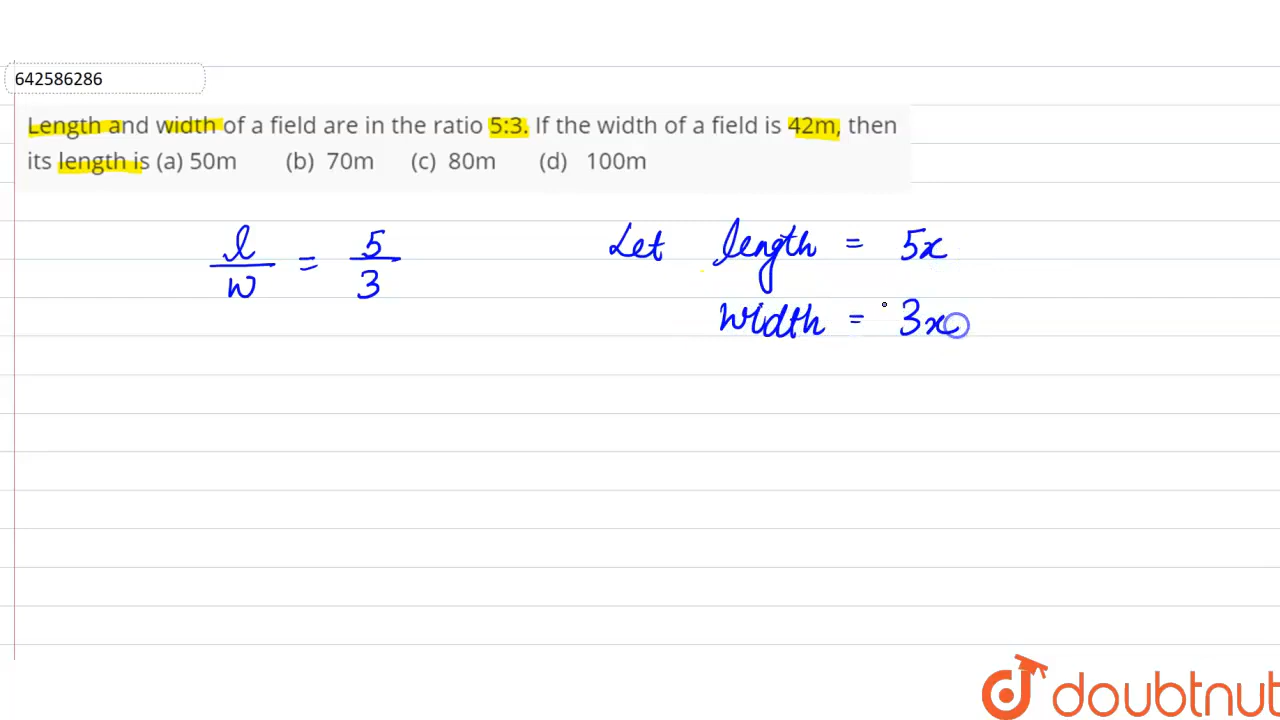 642586286
Length and width of a field are in the ratio 5:3. If the width of a field is 42m, then
its length is (a) 50m (b) 70m (c) 80m (d) 100m
l/w = 5/3 Let length = 5x
width = 3x
doubtnut